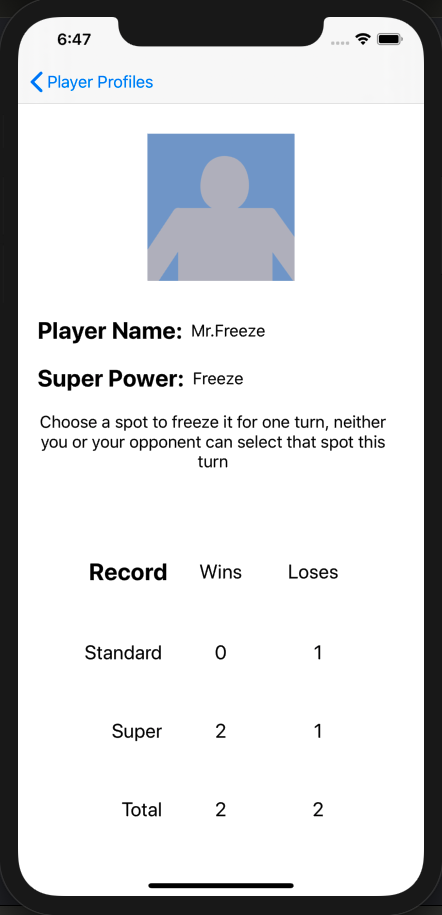 6:47
Player Profiles
Player Name: Mr.Freeze
Super Power: Freeze
Choose a spot to freeze it for one turn, neither
you or your opponent can select that spot this
turn
Record Wins Loses
Standard 0 1
Super 2 1
Total 2 2